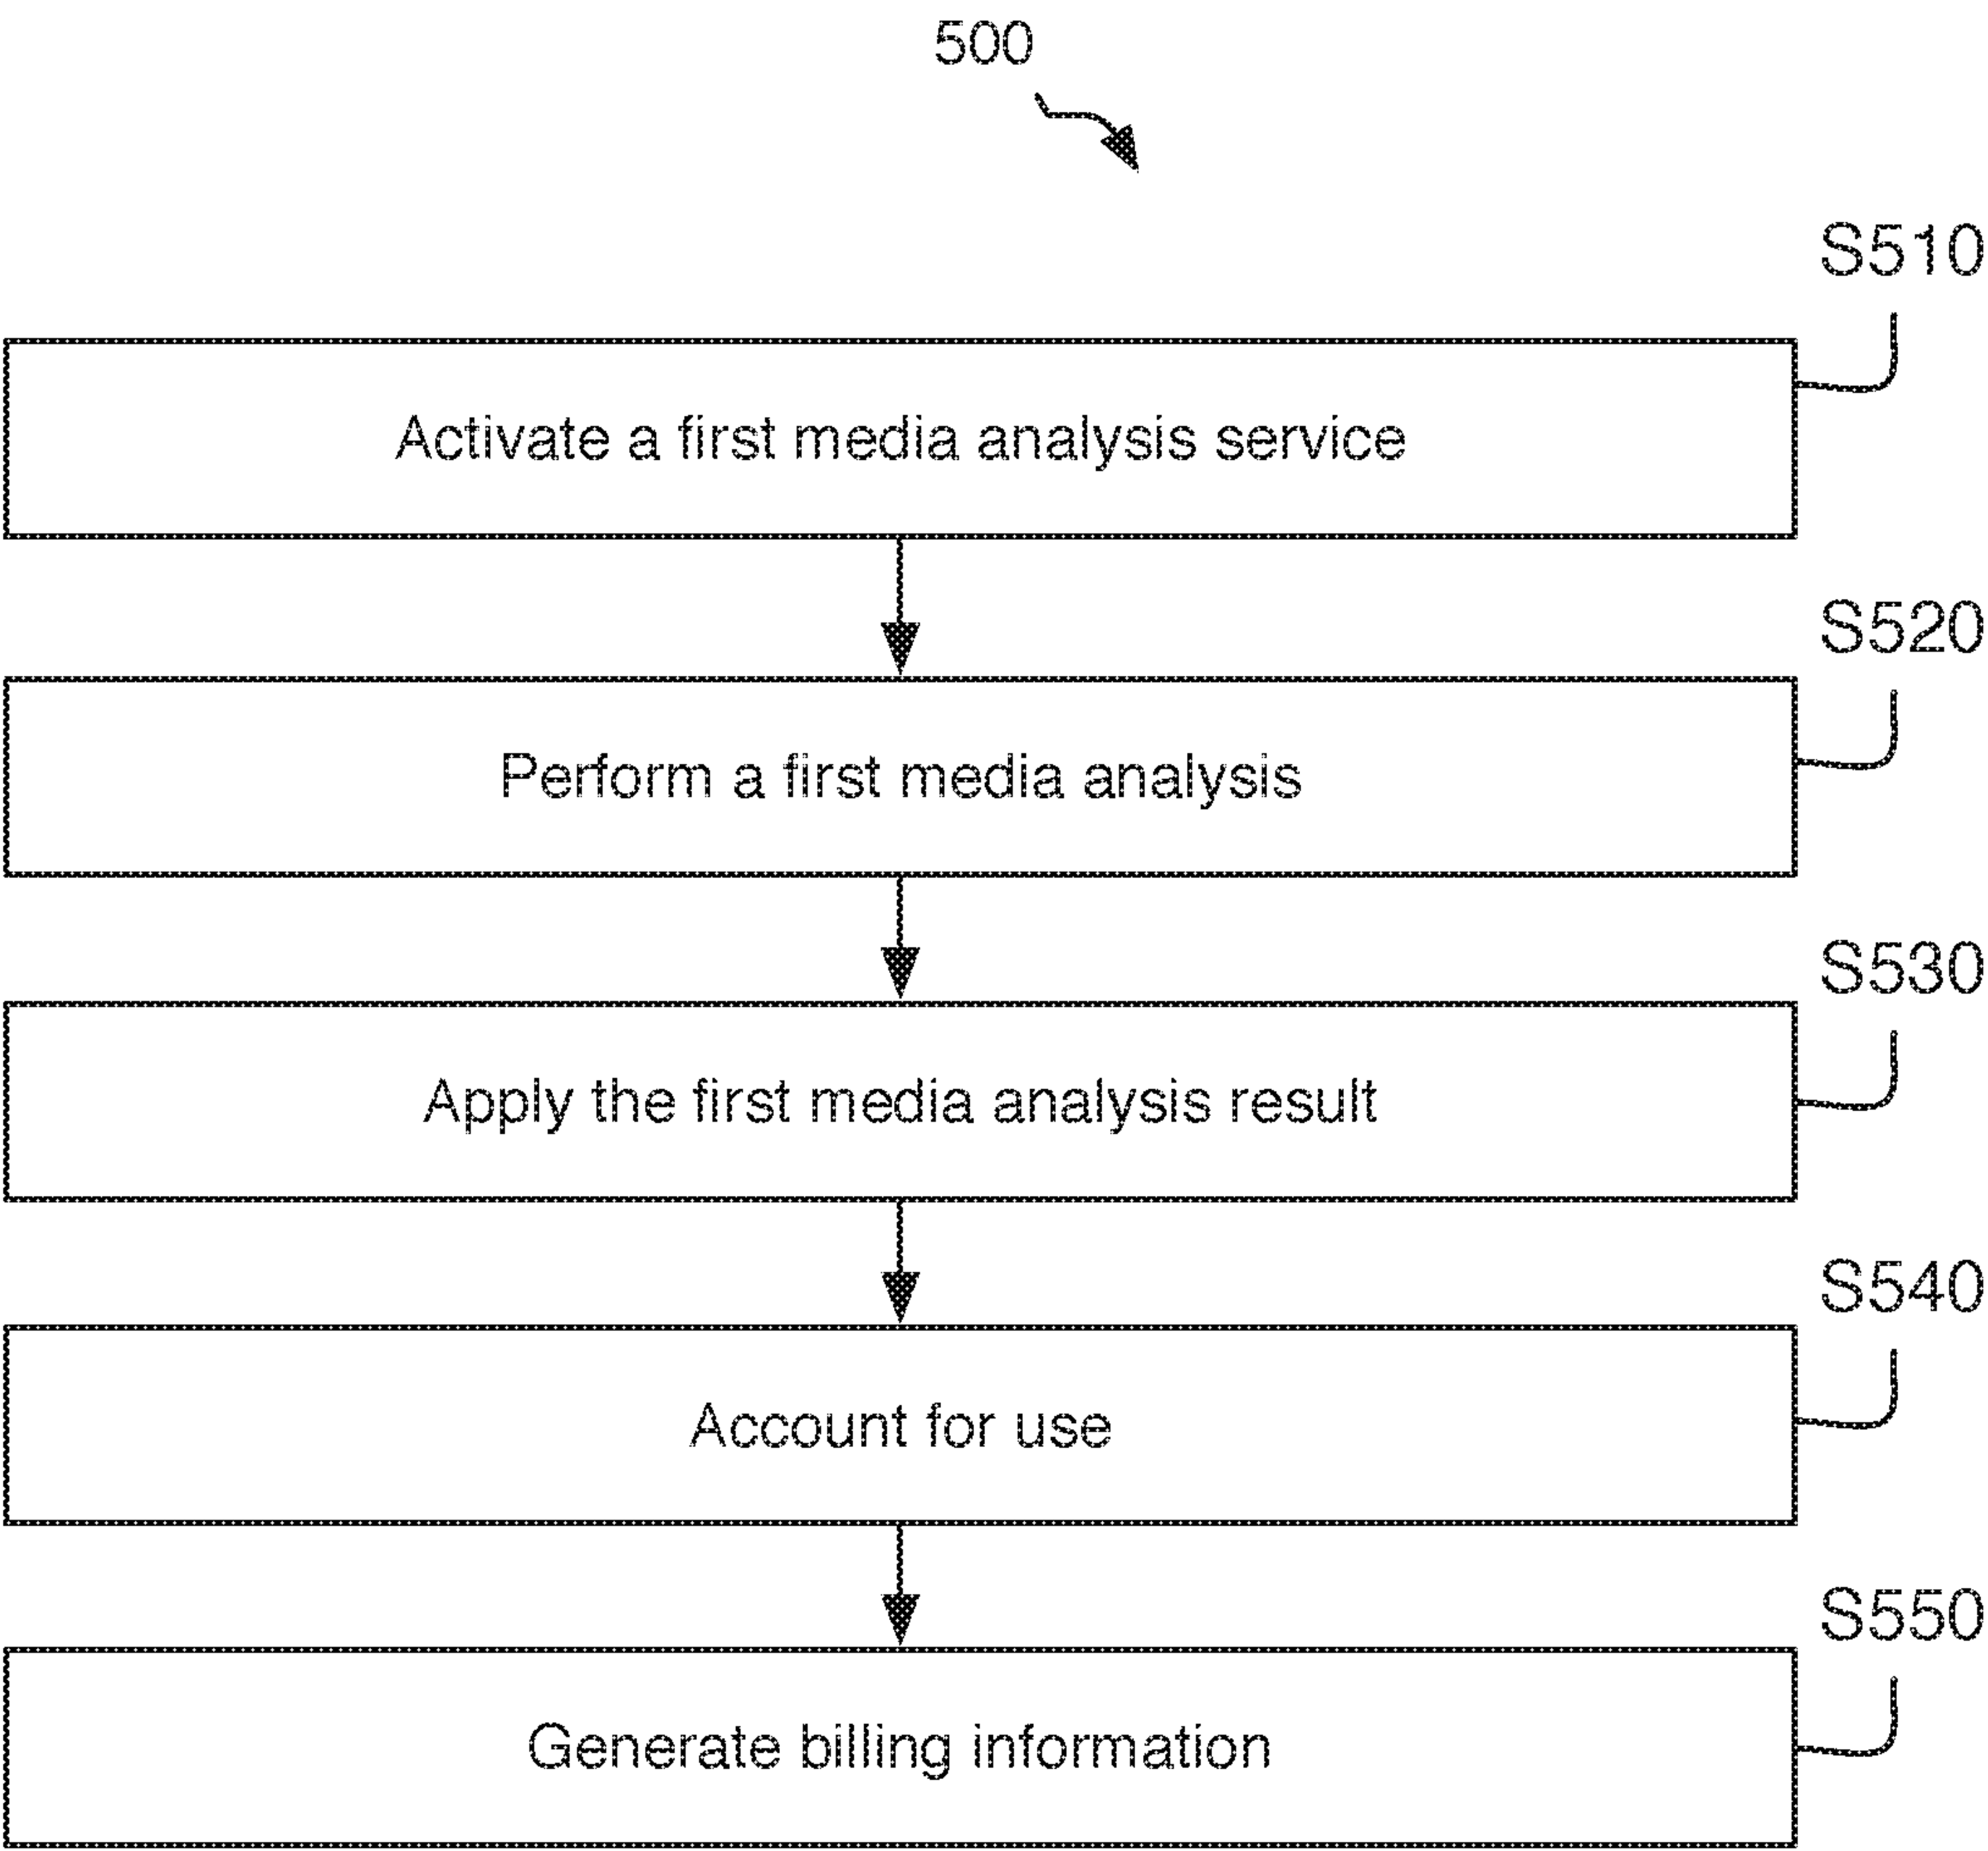 500
S510
Activate a first media analysis service
S520
Perform a first media analysis
S530
Apply the first media analysis result
S540
Account for use
S550
Generate billing information